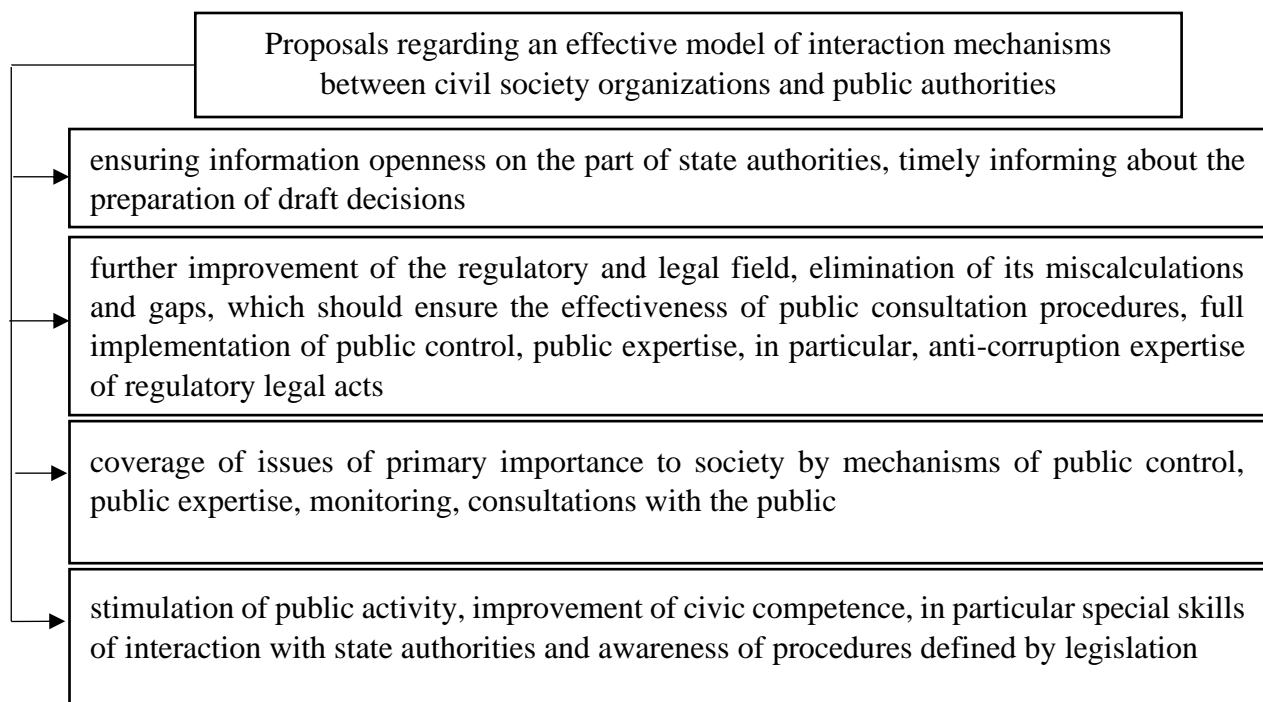 Proposals regarding an effective model of interaction mechanisms
between civil society organizations and public authorities
ensuring information openness on the part of state authorities, timely informing about the
preparation of draft decisions
further improvement of the regulatory and legal field, elimination of its miscalculations
and gaps, which should ensure the effectiveness of public consultation procedures, full
implementation of public control, public expertise, in particular, anti-corruption expertise
of regulatory legal acts
coverage of issues of primary importance to society by mechanisms of public control,
public expertise, monitoring, consultations with the public
stimulation of public activity, improvement of civic competence, in particular special skills
of interaction with state authorities and awareness of procedures defined by legislation